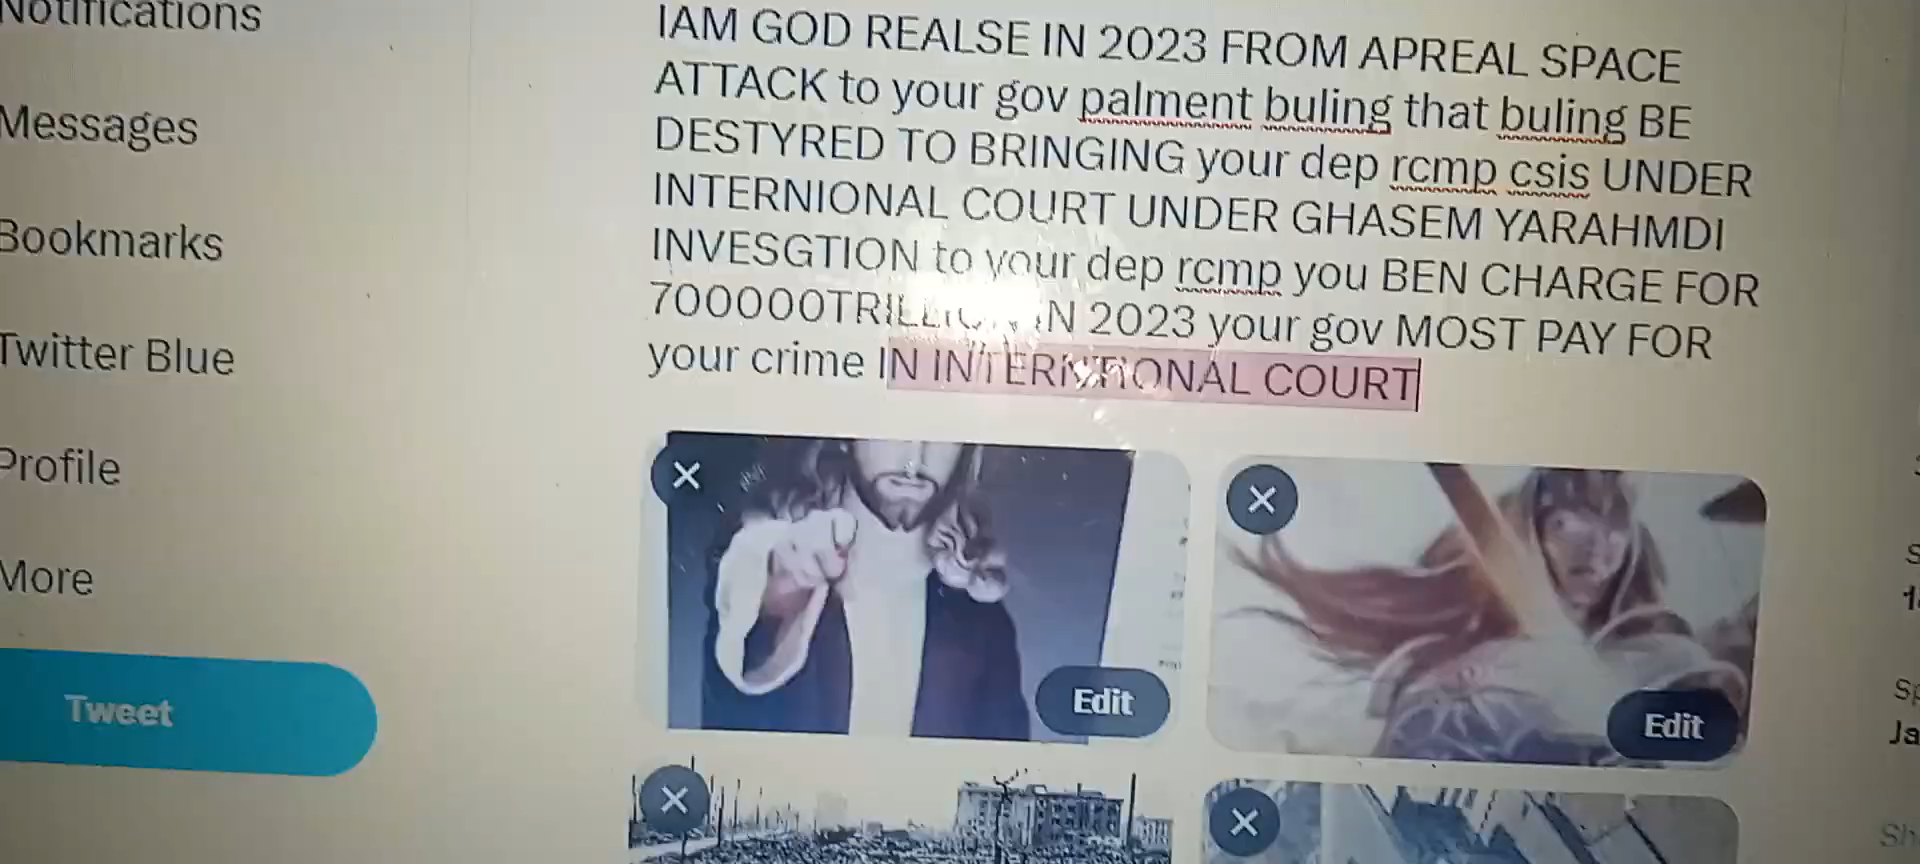 Notifications
Messages
Bookmarks
Twitter Blue
Profile
More
Tweet
IAM GOD REALSE IN 2023 FROM APREAL SPACE
ATTACK to your gov palment buling that buling BE
DESTYRED TO BRINGING your dep rcmp csis UNDER
INTERNIONAL COURT UNDER GHASEM YARAHMDI
INVESGTION to your dep rcmp you BEN CHARGE FOR
700000TRILLION IN 2023 your gov MOST PAY FOR
your crime IN INTERNTIONAL COURT
Edit
Edit